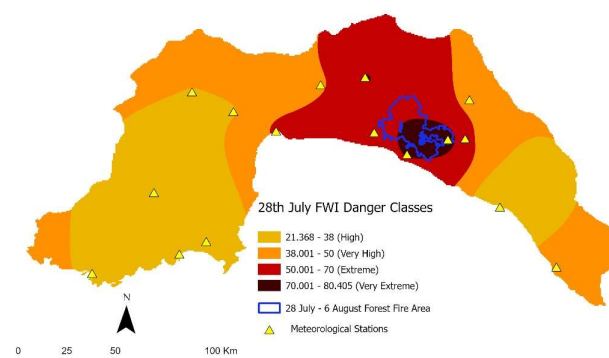 28th July FWI Danger Classes
21.368 - 38 (High)
38.001 - 50 (Very High)
50.001 - 70 (Extreme)
70.001 - 80.405 (Very Extreme)
28 July - 6 August Forest Fire Area
Meteorological Stations
N
0 25 50 100 Km